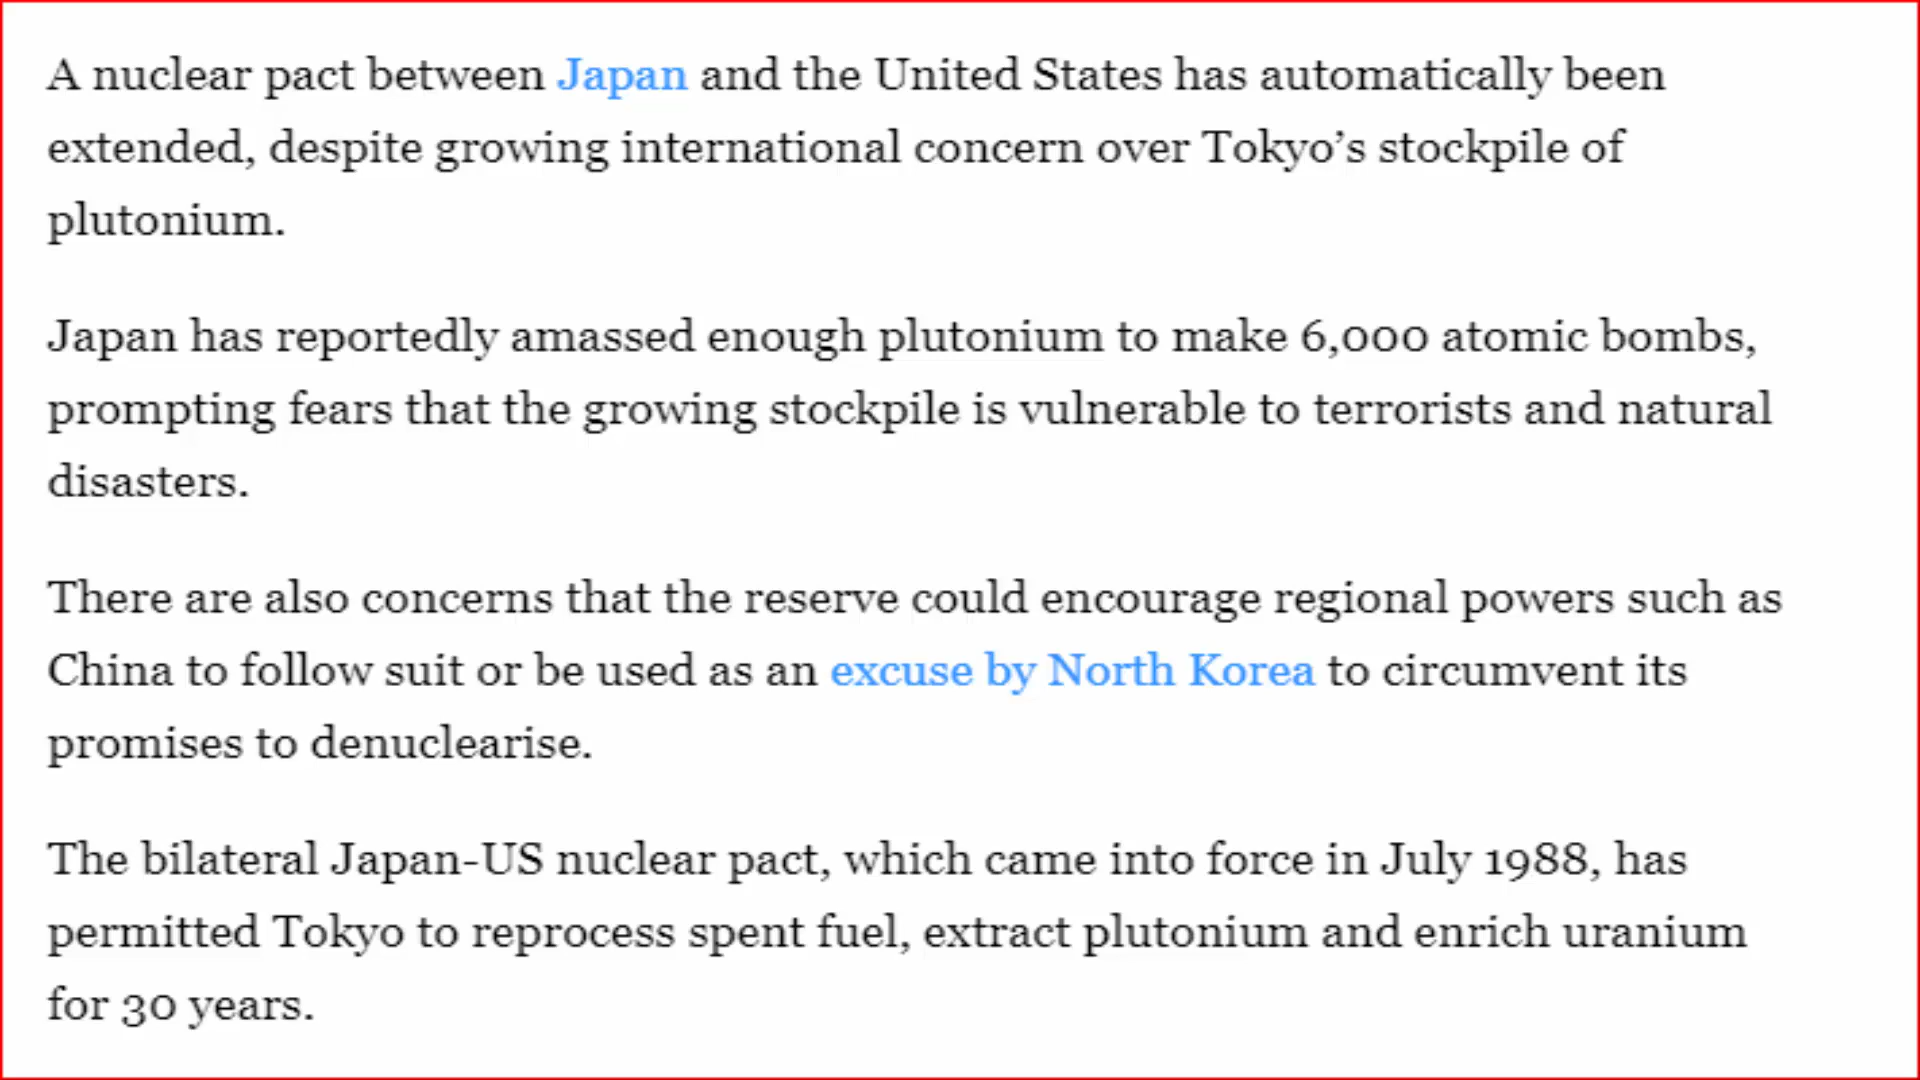 A nuclear pact between Japan and the United States has automatically been
extended, despite growing international concern over Tokyo’s stockpile of
plutonium.
Japan has reportedly amassed enough plutonium to make 6,000 atomic bombs,
prompting fears that the growing stockpile is vulnerable to terrorists and natural
disasters.
There are also concerns that the reserve could encourage regional powers such as
China to follow suit or be used as an excuse by North Korea to circumvent its
promises to denuclearise.
The bilateral Japan-US nuclear pact, which came into force in July 1988, has
permitted Tokyo to reprocess spent fuel, extract plutonium and enrich uranium
for 30 years.